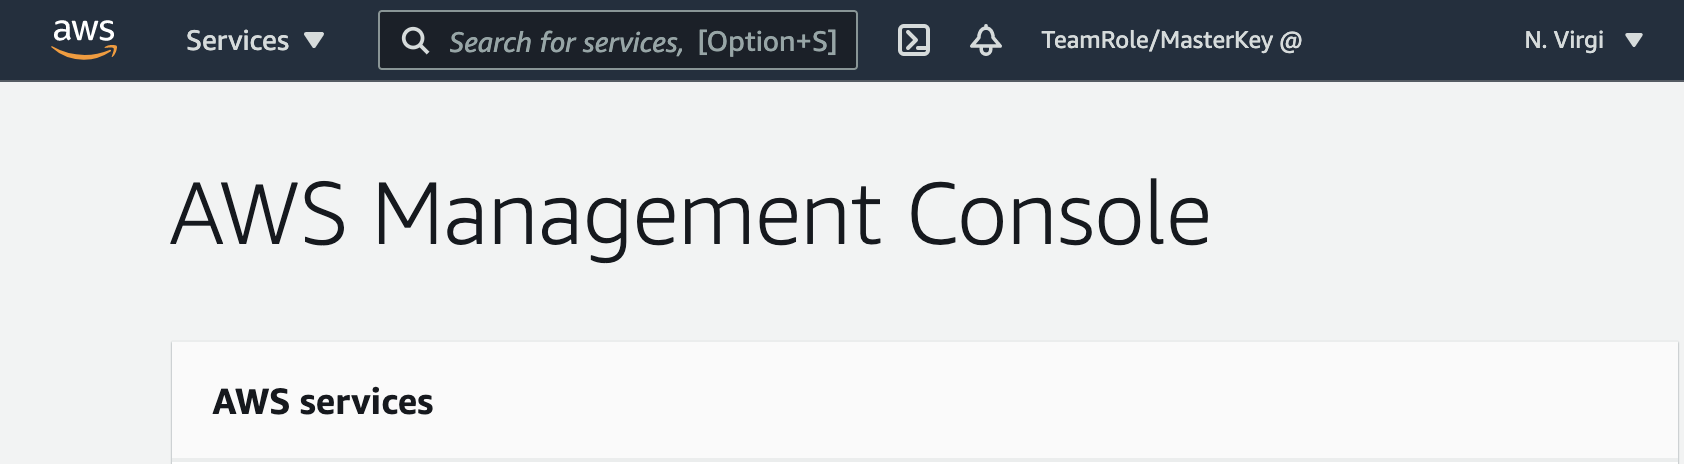 aws Services Search for services, [Option+S] TeamRole/MasterKey @ N. Virgi
AWS Management Console
AWS services